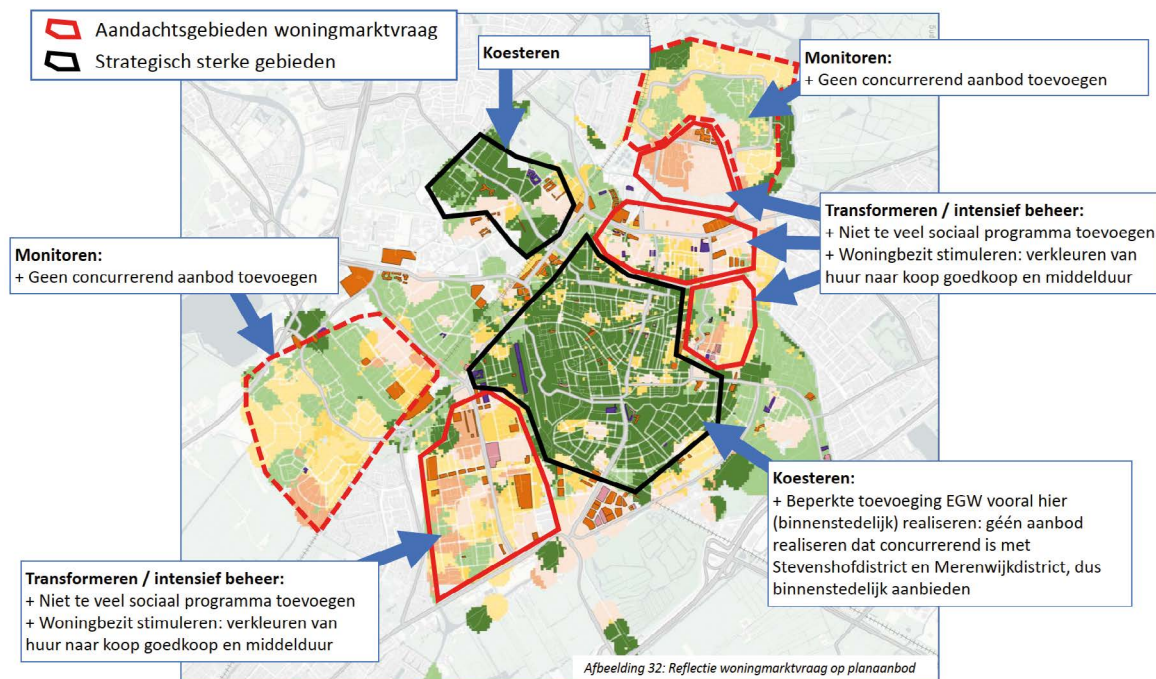 Aandachtsgebieden woningmarktvraag
Strategisch sterke gebieden
Koesteren
Monitoren:
+ Geen concurrerend aanbod toevoegen
Transformeren / intensief beheer:
+ Niet te veel sociaal programma toevoegen
+ Woningbezit stimuleren: verkleuren van
huur naar koop goedkoop en middelduur
Monitoren:
+ Geen concurrerend aanbod toevoegen
Koesteren:
+ Beperkte toevoeging EGW vooral hier
(binnenstedelijk) realiseren: géén aanbod
realiseren dat concurrerend is met
Stevenshofdistrict en Merenwijkdistrict, dus
binnenstedelijk aanbieden
Transformeren / intensief beheer:
+ Niet te veel sociaal programma toevoegen
+ Woningbezit stimuleren: verkleuren van
huur naar koop goedkoop en middelduur
Afbeelding 32: Reflectie woningmarktvraag op planaanbod